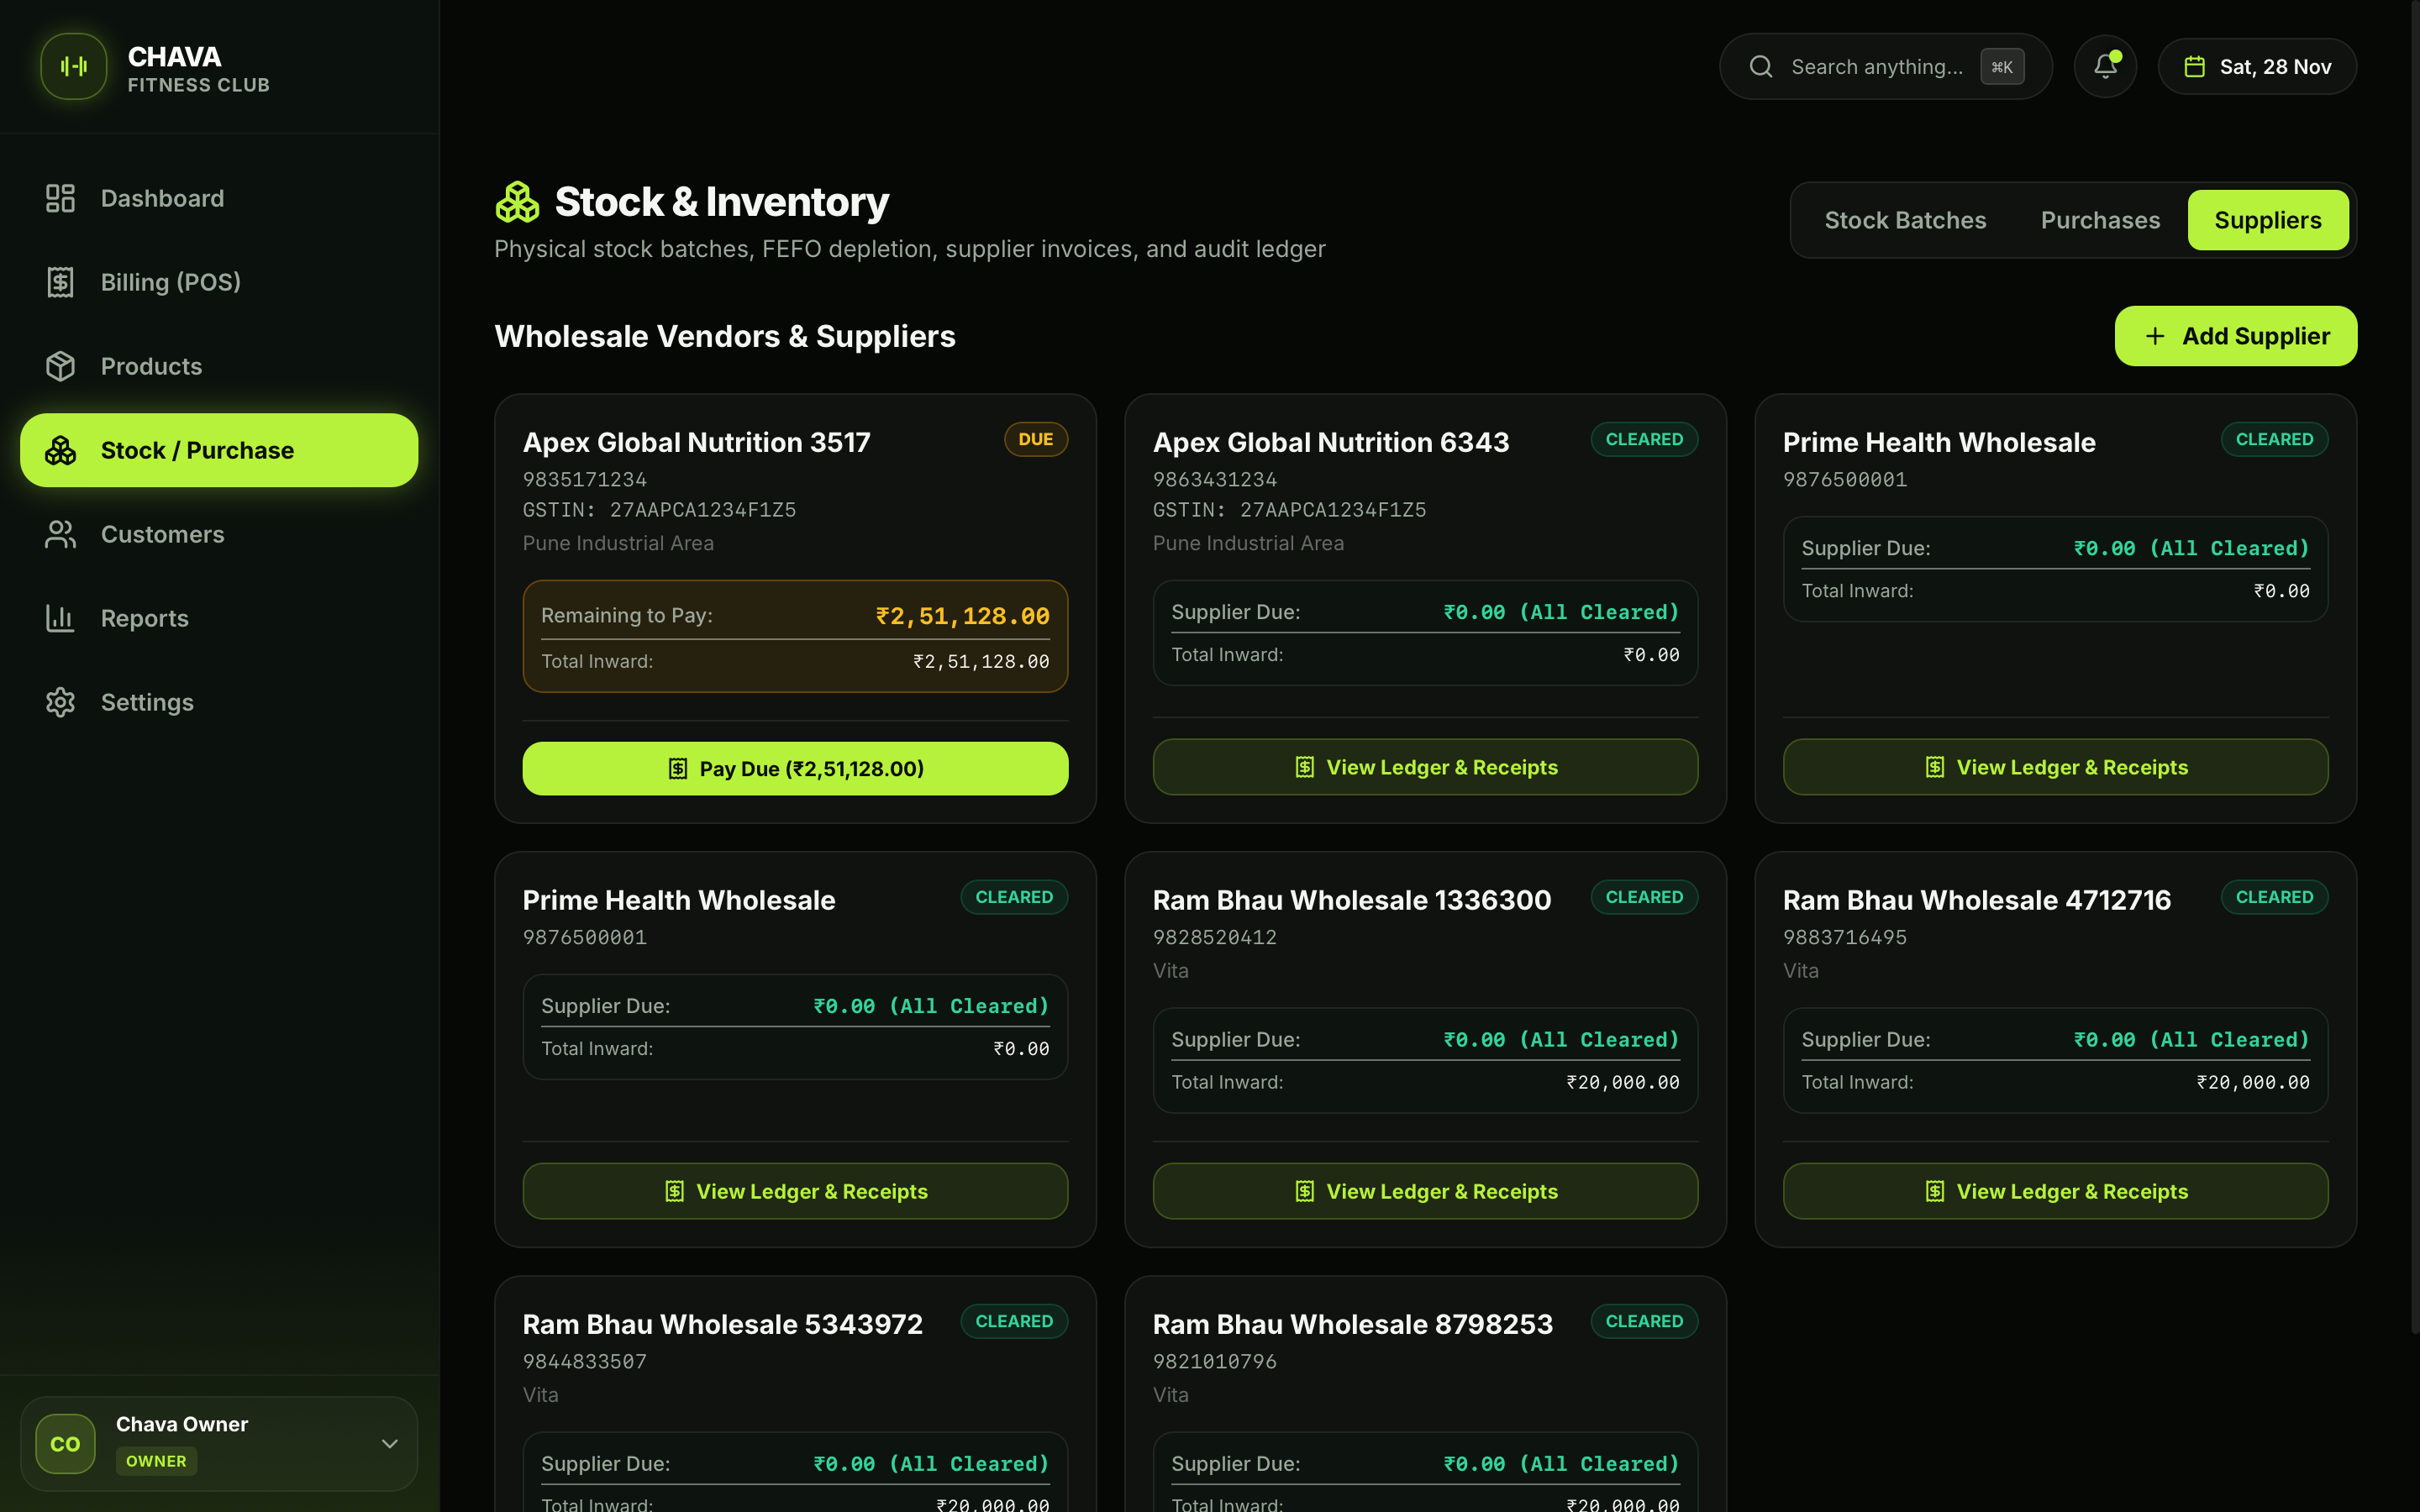 CHAVA
FITNESS CLUB
Dashboard
Billing (POS)
Products
Stock / Purchase
Customers
Reports
Settings
CO
Chava Owner
OWNER
Search anything...
⌘K
Sat, 28 Nov
Stock & Inventory
Physical stock batches, FEFO depletion, supplier invoices, and audit ledger
Stock Batches
Purchases
Suppliers
Wholesale Vendors & Suppliers
Add Supplier
Apex Global Nutrition 3517
DUE
9835171234
GSTIN: 27AAPCA1234F1Z5
Pune Industrial Area
Remaining to Pay: ₹2,51,128.00
Total Inward: ₹2,51,128.00
Pay Due (₹2,51,128.00)
Apex Global Nutrition 6343
CLEARED
9863431234
GSTIN: 27AAPCA1234F1Z5
Pune Industrial Area
Supplier Due: ₹0.00 (All Cleared)
Total Inward: ₹0.00
View Ledger & Receipts
Prime Health Wholesale
CLEARED
9876500001
Supplier Due: ₹0.00 (All Cleared)
Total Inward: ₹0.00
View Ledger & Receipts
Prime Health Wholesale
CLEARED
9876500001
Supplier Due: ₹0.00 (All Cleared)
Total Inward: ₹0.00
View Ledger & Receipts
Ram Bhau Wholesale 1336300
CLEARED
9828520412
Vita
Supplier Due: ₹0.00 (All Cleared)
Total Inward: ₹20,000.00
View Ledger & Receipts
Ram Bhau Wholesale 4712716
CLEARED
9883716495
Vita
Supplier Due: ₹0.00 (All Cleared)
Total Inward: ₹20,000.00
View Ledger & Receipts
Ram Bhau Wholesale 5343972
CLEARED
9844833507
Vita
Supplier Due: ₹0.00 (All Cleared)
Total Inward: ₹20,000.00
Ram Bhau Wholesale 8798253
CLEARED
9821010796
Vita
Supplier Due: ₹0.00 (All Cleared)
Total Inward: ₹20,000.00